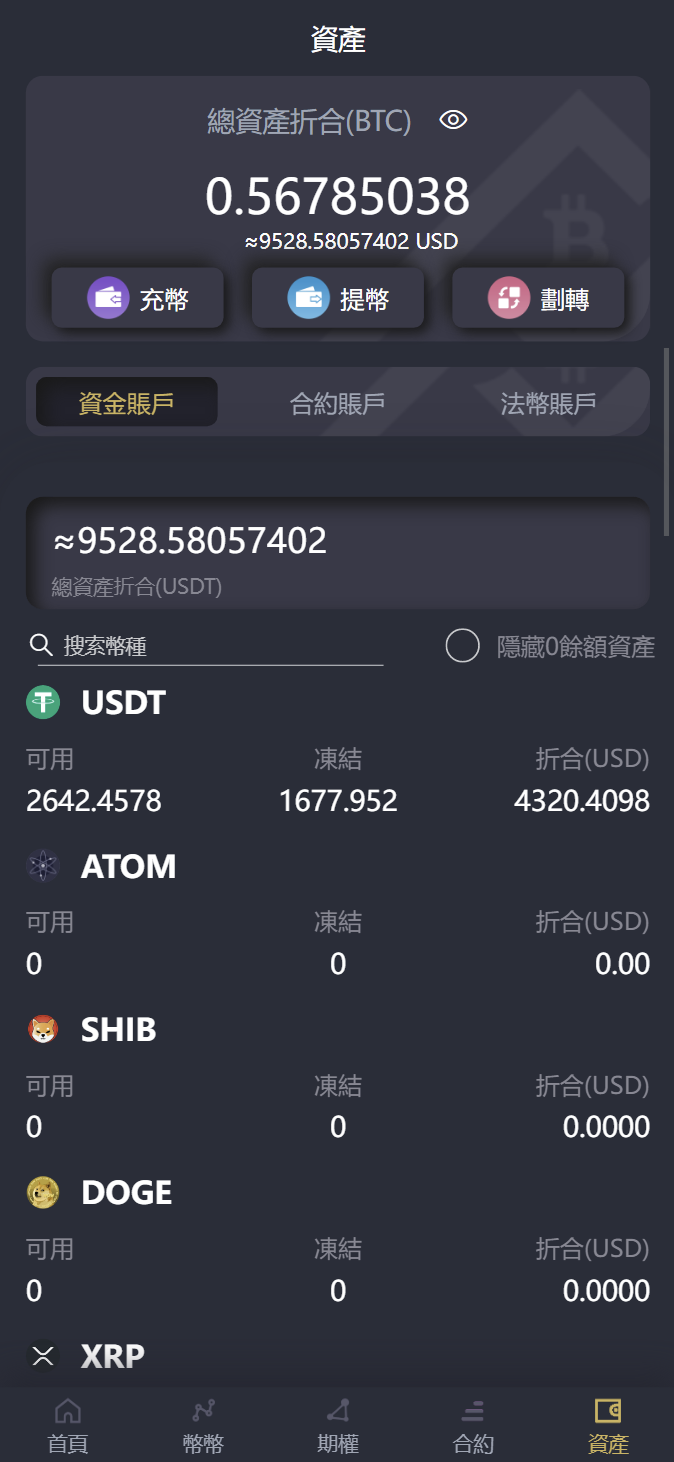 資產
總資產折合(BTC)
0.56785038
≈9528.58057402 USD
充幣 提幣 劃轉
資金賬戶 合約賬戶 法幣賬戶
≈9528.58057402
總資產折合(USDT)
搜索幣種 隱藏0餘額資產
USDT
可用 凍結 折合(USD)
2642.4578 1677.952 4320.4098
ATOM
可用 凍結 折合(USD)
0 0 0.00
SHIB
可用 凍結 折合(USD)
0 0 0.0000
DOGE
可用 凍結 折合(USD)
0 0 0.0000
XRP
首頁 幣幣 期權 合約 資產